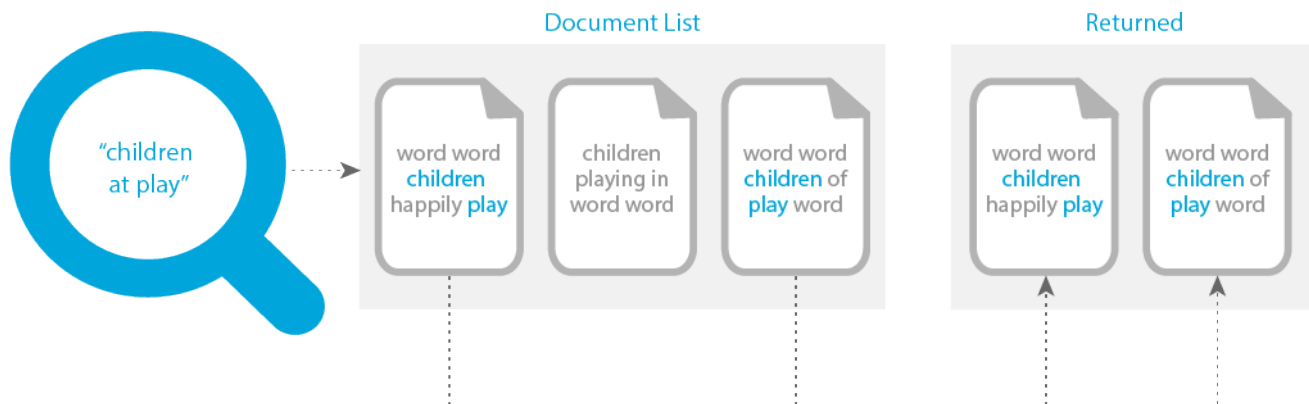 Document List
Returned
“children
at play”
word word
children
happily play
children
playing in
word word
word word
children of
play word
word word
children
happily play
word word
children of
play word